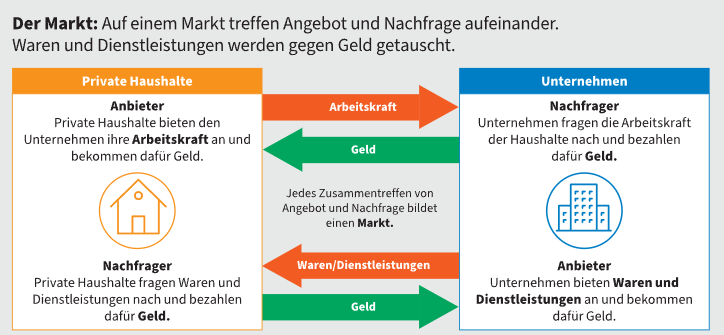 Der Markt: Auf einem Markt treffen Angebot und Nachfrage aufeinander.
Waren und Dienstleistungen werden gegen Geld getauscht.
Private Haushalte
Anbieter
Private Haushalte bieten den
Unternehmen ihre Arbeitskraft an und
bekommen dafür Geld.
Nachfrager
Private Haushalte fragen Waren und
Dienstleistungen nach und bezahlen
dafür Geld.
Arbeitskraft
Geld
Jedes Zusammentreffen von
Angebot und Nachfrage bildet
einen Markt.
Waren/Dienstleistungen
Geld
Unternehmen
Nachfrager
Unternehmen fragen die Arbeitskraft
der Haushalte nach und bezahlen
dafür Geld.
Anbieter
Unternehmen bieten Waren und
Dienstleistungen an und bekommen
dafür Geld.